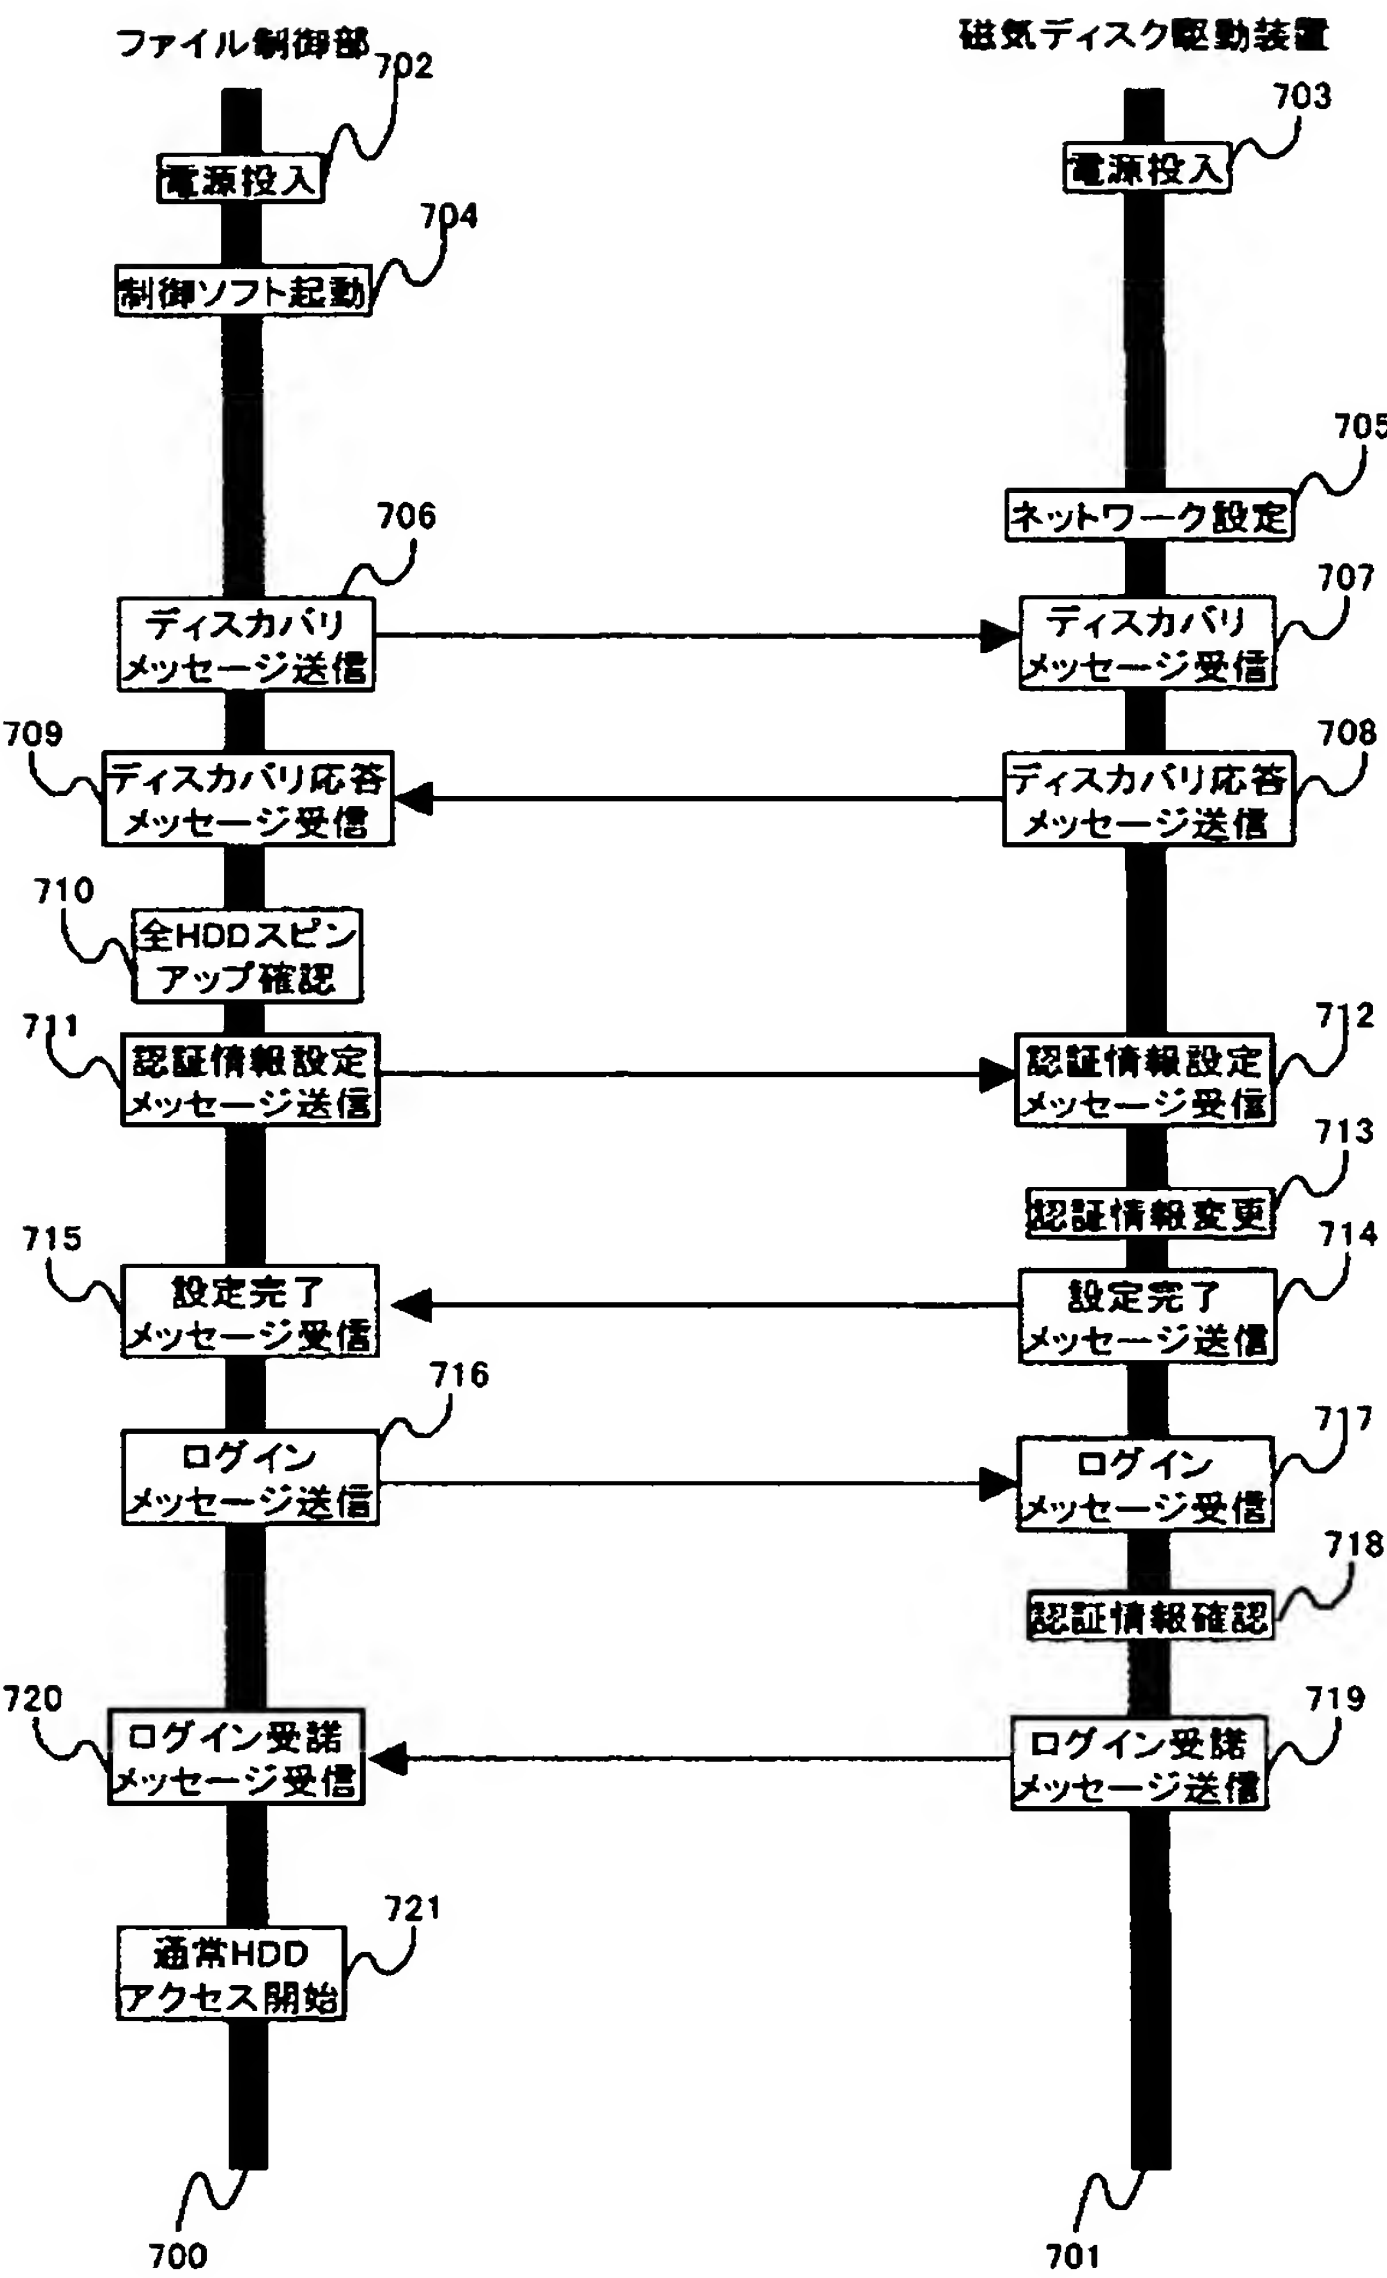 ファイル制御部
磁気ディスク駆動装置
702
703
電源投入
電源投入
704
制御ソフト起動
705
ネットワーク設定
706
707
ディスカバリ
メッセージ送信
ディスカバリ
メッセージ受信
709
708
ディスカバリ応答
メッセージ受信
ディスカバリ応答
メッセージ送信
710
全HDDスピン
アップ確認
711
712
認証情報設定
メッセージ送信
認証情報設定
メッセージ受信
713
認証情報変更
715
714
設定完了
メッセージ受信
設定完了
メッセージ送信
716
717
ログイン
メッセージ送信
ログイン
メッセージ受信
718
認証情報確認
720
719
ログイン受諾
メッセージ受信
ログイン受諾
メッセージ送信
721
通常HDD
アクセス開始
700
701